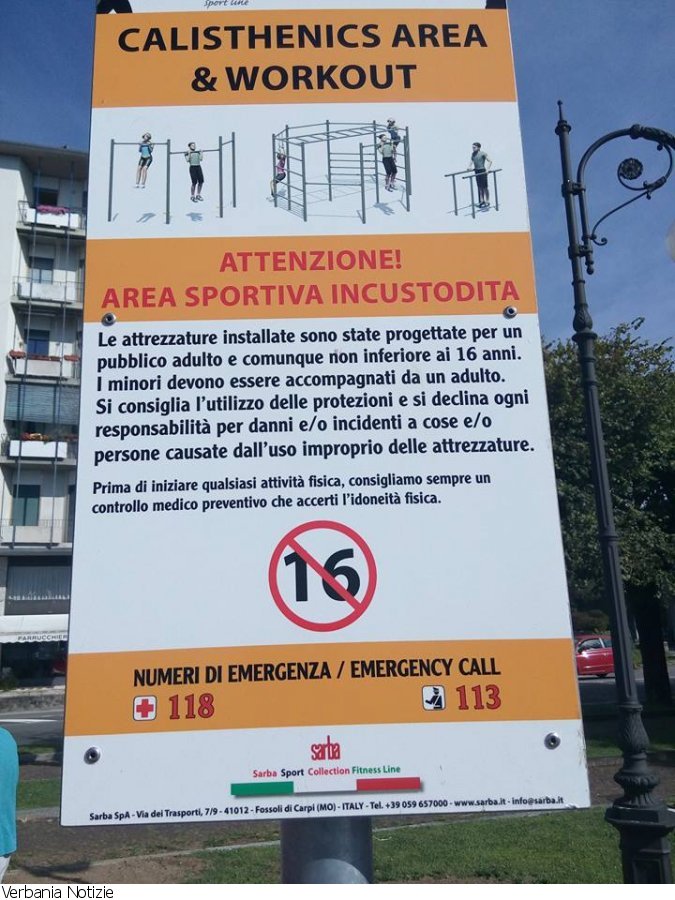 sport line
CALISTHENICS AREA
& WORKOUT
ATTENZIONE!
AREA SPORTIVA INCUSTODITA
Le attrezzature installate sono state progettate per un
pubblico adulto e comunque non inferiore ai 16 anni.
I minori devono essere accompagnati da un adulto.
Si consiglia l'utilizzo delle protezioni e si declina ogni
responsabilità per danni e/o incidenti a cose e/o
persone causate dall'uso improprio delle attrezzature.
Prima di iniziare qualsiasi attività fisica, consigliamo sempre un
controllo medico preventivo che accerti l'idoneità fisica.
16
PARRUCCHIER
NUMERI DI EMERGENZA / EMERGENCY CALL
118 113
sarba
Sarba Sport Collection Fitness Line
Sarba SpA - Via dei Trasporti, 7/9 - 41012 - Fossoli di Carpi (MO) - ITALY - Tel. +39 059 657000 - www.sarba.it - info@sarba.it
Verbania Notizie